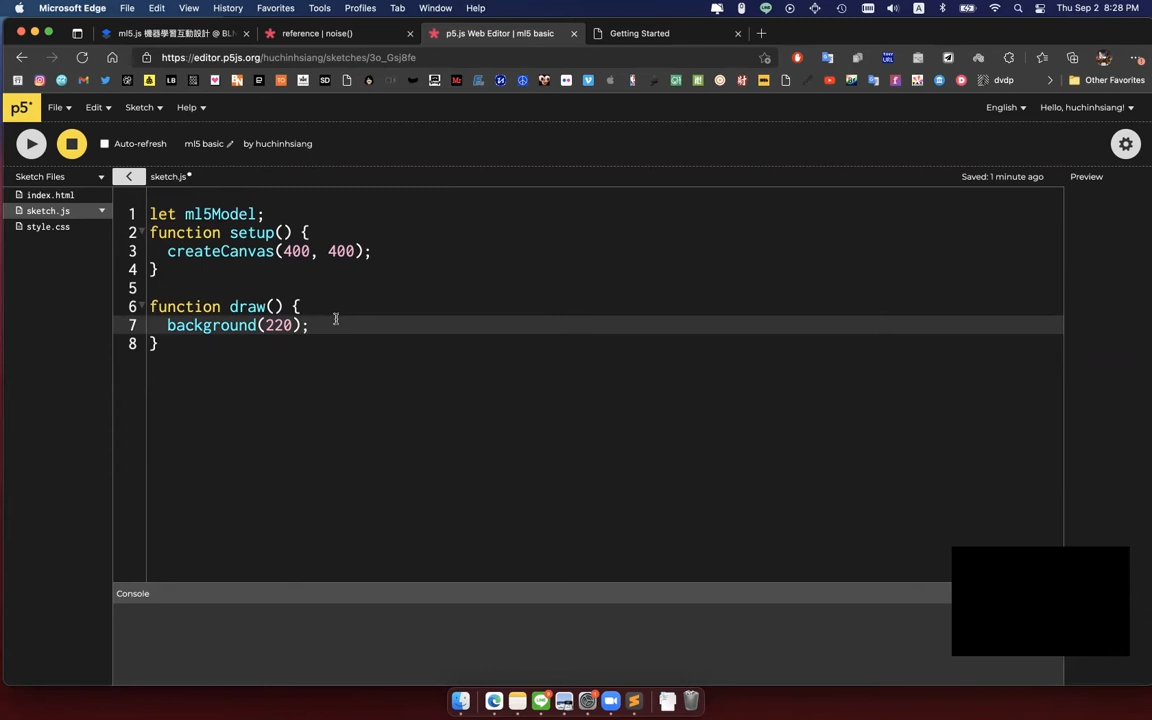 Microsoft Edge File Edit View History Favorites Tools Profiles Tab Window Help Thu Sep 2 8:28 PM
ml5.js 機器學習互動設計 @ BLN reference | noise() p5.js Web Editor | ml5 basic Getting Started
https://editor.p5js.org/huchinhsiang/sketches/3o_Gsj8fe
dvdp Other Favorites
p5* File Edit Sketch Help English Hello, huchinhsiang!
Auto-refresh ml5 basic by huchinhsiang
Sketch Files sketch.js Saved: 1 minute ago Preview
index.html
sketch.js
style.css
1 let ml5Model;
2 function setup() {
3 createCanvas(400, 400);
4 }
5
6 function draw() {
7 background(220);
8 }
Console